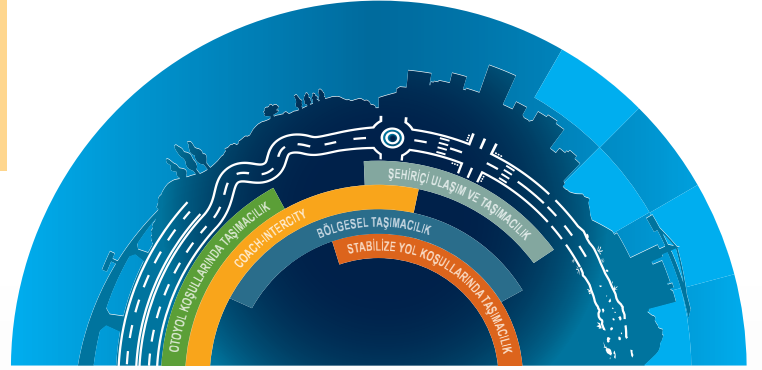 OTOYOL KOŞULLARINDA TAŞIMACILIK
COACH-INTERCITY
BÖLGESEL TAŞIMACILIK
STABİLİZE YOL KOŞULLARINDA TAŞIMACILIK
ŞEHİRİÇİ ULAŞIM VE TAŞIMACILIK